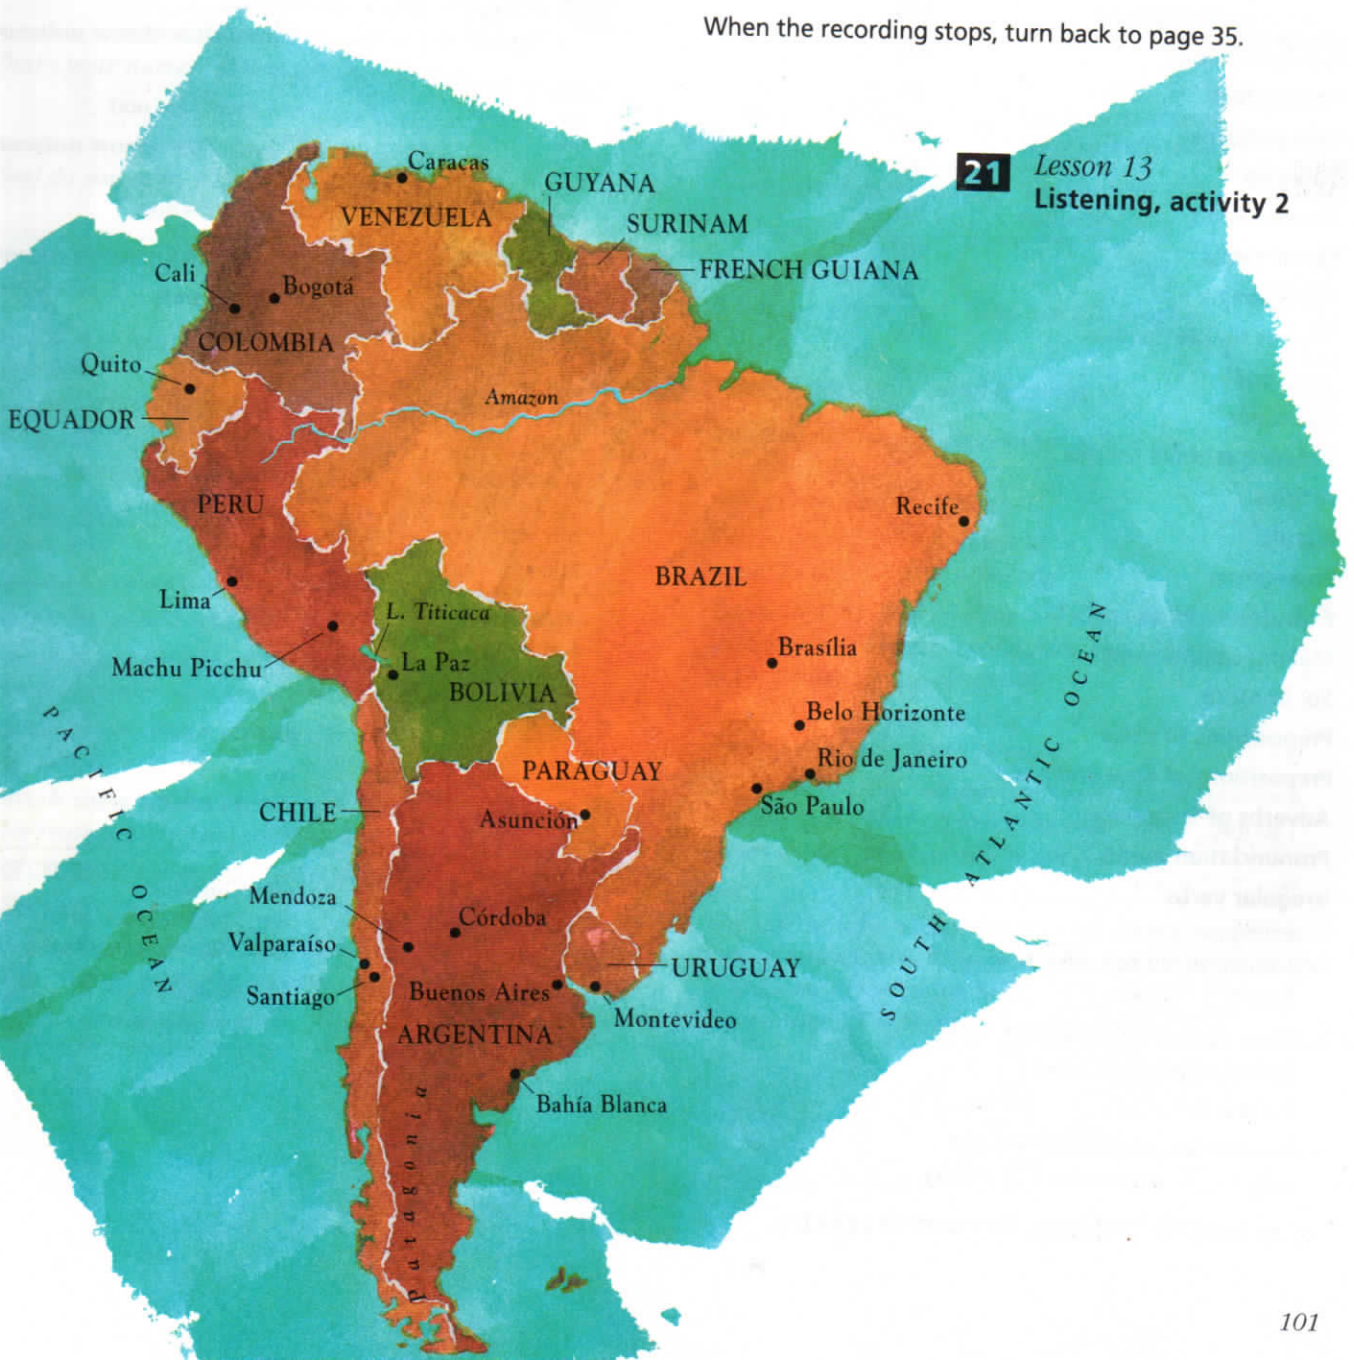 When the recording stops, turn back to page 35.
21 Lesson 13
Listening, activity 2
Caracas
GUYANA
VENEZUELA
SURINAM
FRENCH GUIANA
Cali
Bogotá
COLOMBIA
Quito
Amazon
EQUADOR
PERU
Recife
BRAZIL
Lima
L. Titicaca
Machu Picchu
La Paz
BOLIVIA
Brasília
Belo Horizonte
Rio de Janeiro
PARAGUAY
São Paulo
CHILE
Asunción
PACIFIC OCEAN
SOUTH ATLANTIC OCEAN
Mendoza
Córdoba
Valparaíso
URUGUAY
Santiago
Buenos Aires
Montevideo
ARGENTINA
Bahía Blanca
Patagonia
101